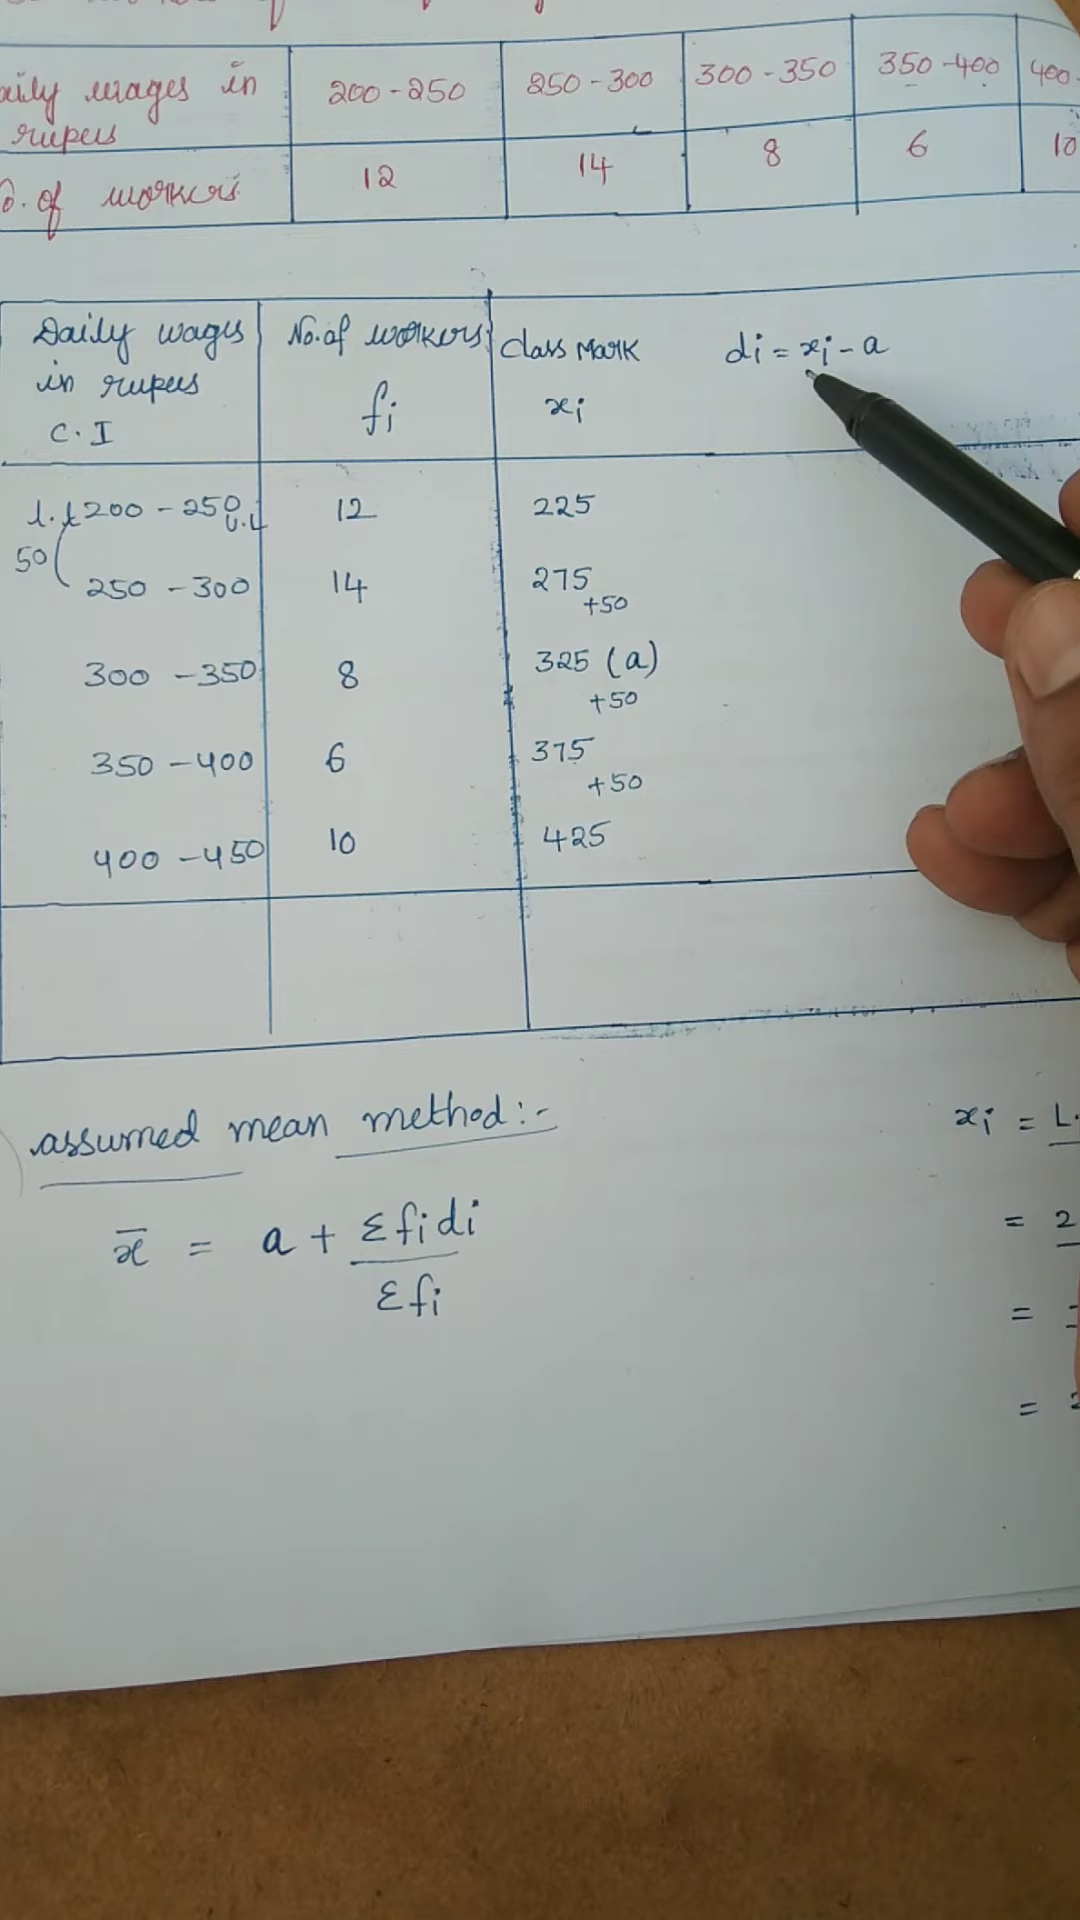 aily wages in 200-250 250-300 300-350 350-400 400-
rupees
o. of workers 12 14 8 6 10
Daily wages No. of workers Class Mark di = xi - a
in rupees fi xi
C. I
l. t 200 - 250 U.L 12 225
50
250 - 300 14 275
+50
300 - 350 8 325 (a)
+50
350 - 400 6 375
+50
400 - 450 10 425
assumed mean method:-
x̄ = a + Σfidi
Σfi
xi = L.
= 2
=
=